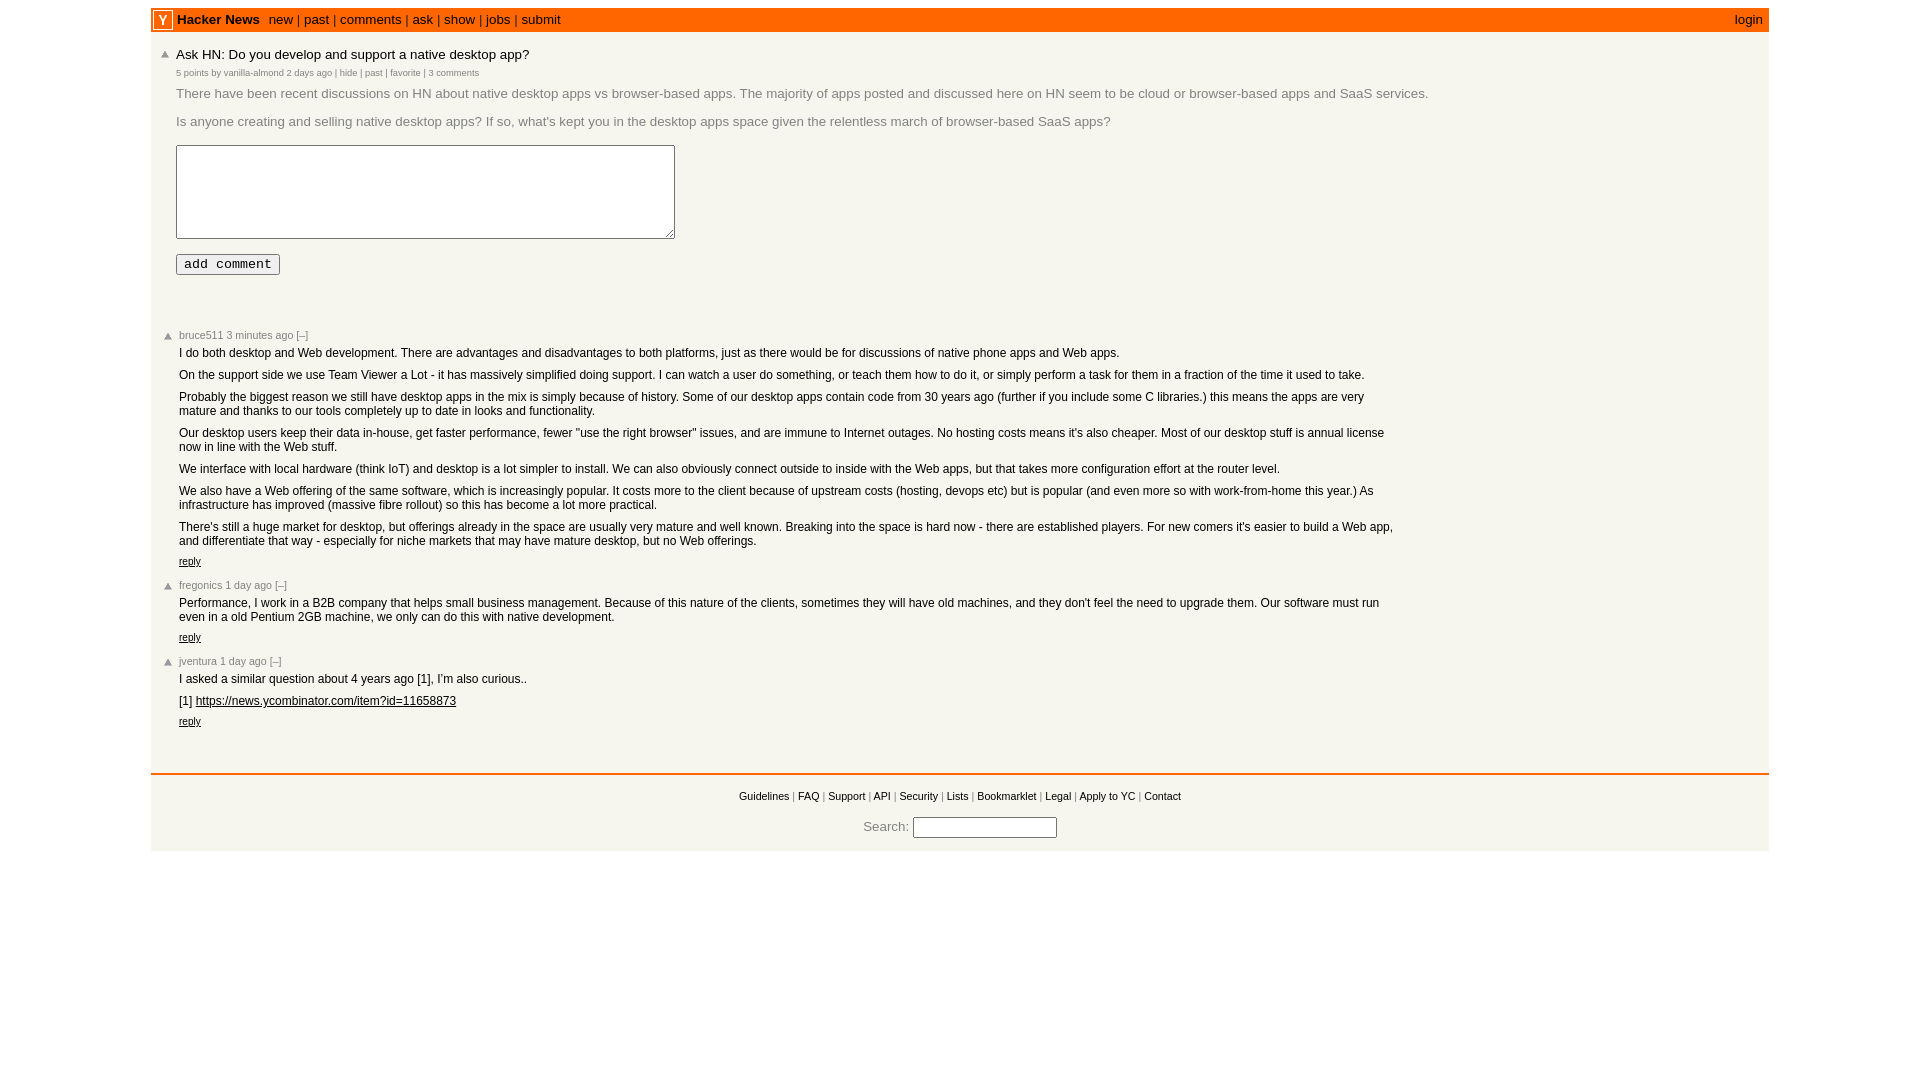 Y Hacker News new | past | comments | ask | show | jobs | submit login
Ask HN: Do you develop and support a native desktop app?
5 points by vanilla-almond 2 days ago | hide | past | favorite | 3 comments
There have been recent discussions on HN about native desktop apps vs browser-based apps. The majority of apps posted and discussed here on HN seem to be cloud or browser-based apps and SaaS services.
Is anyone creating and selling native desktop apps? If so, what's kept you in the desktop apps space given the relentless march of browser-based SaaS apps?
add comment
bruce511 3 minutes ago [–]
I do both desktop and Web development. There are advantages and disadvantages to both platforms, just as there would be for discussions of native phone apps and Web apps.
On the support side we use Team Viewer a Lot - it has massively simplified doing support. I can watch a user do something, or teach them how to do it, or simply perform a task for them in a fraction of the time it used to take.
Probably the biggest reason we still have desktop apps in the mix is simply because of history. Some of our desktop apps contain code from 30 years ago (further if you include some C libraries.) this means the apps are very
mature and thanks to our tools completely up to date in looks and functionality.
Our desktop users keep their data in-house, get faster performance, fewer "use the right browser" issues, and are immune to Internet outages. No hosting costs means it's also cheaper. Most of our desktop stuff is annual license
now in line with the Web stuff.
We interface with local hardware (think IoT) and desktop is a lot simpler to install. We can also obviously connect outside to inside with the Web apps, but that takes more configuration effort at the router level.
We also have a Web offering of the same software, which is increasingly popular. It costs more to the client because of upstream costs (hosting, devops etc) but is popular (and even more so with work-from-home this year.) As
infrastructure has improved (massive fibre rollout) so this has become a lot more practical.
There's still a huge market for desktop, but offerings already in the space are usually very mature and well known. Breaking into the space is hard now - there are established players. For new comers it's easier to build a Web app,
and differentiate that way - especially for niche markets that may have mature desktop, but no Web offerings.
reply
fregonics 1 day ago [–]
Performance, I work in a B2B company that helps small business management. Because of this nature of the clients, sometimes they will have old machines, and they don't feel the need to upgrade them. Our software must run
even in a old Pentium 2GB machine, we only can do this with native development.
reply
jventura 1 day ago [–]
I asked a similar question about 4 years ago [1], I’m also curious..
[1] https://news.ycombinator.com/item?id=11658873
reply
Guidelines | FAQ | Support | API | Security | Lists | Bookmarklet | Legal | Apply to YC | Contact
Search: